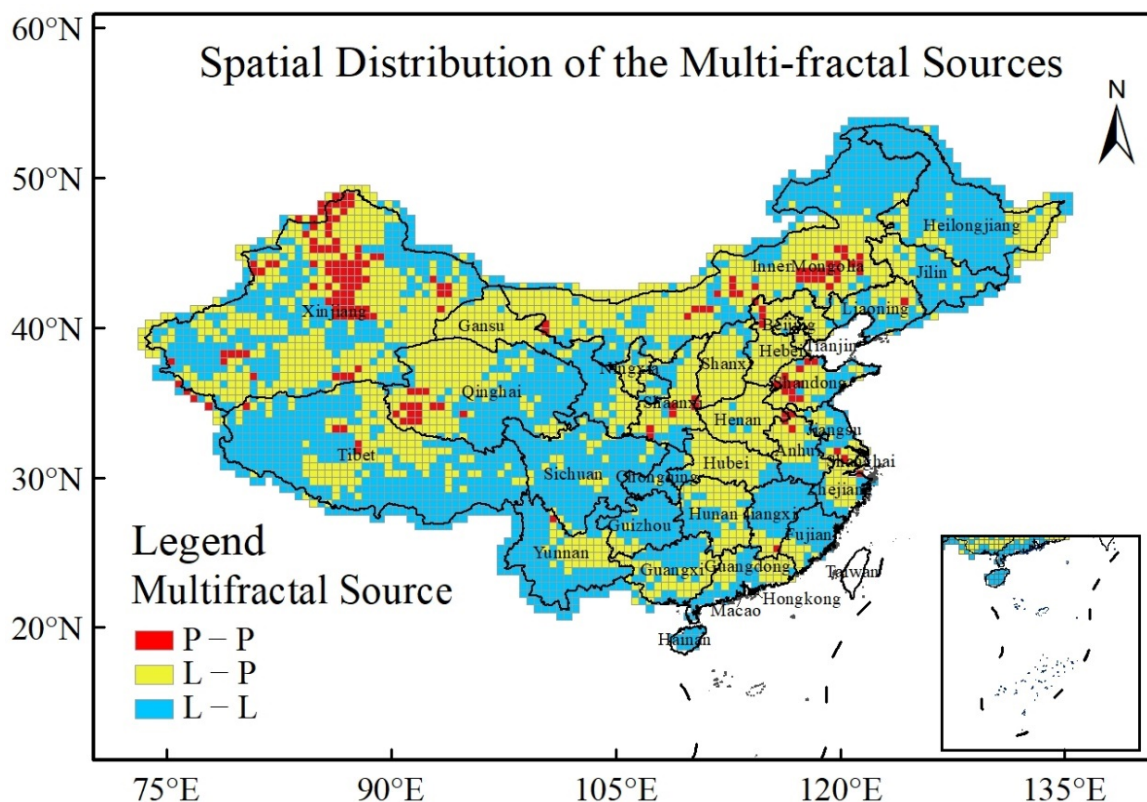 60°N
Spatial Distribution of the Multi-fractal Sources
N
50°N
Heilongjiang
InnerMongolia
Jilin
Xinjiang
Liaoning
40°N
Gansu
Beijing
Tianjin
Hebei
Ningxia
Shanxi
Qinghai
Shandong
Shaanxi
Henan
Jiangsu
Tibet
Anhui
Shanghai
30°N
Sichuan
Chongqing
Hubei
Zhejiang
Hunan
Jiangxi
Guizhou
Fujian
Legend
Yunnan
Guangxi
Guangdong
Taiwan
Multifractal Source
Hongkong
Macao
P – P
20°N
Hainan
L – P
L – L
75°E
90°E
105°E
120°E
135°E